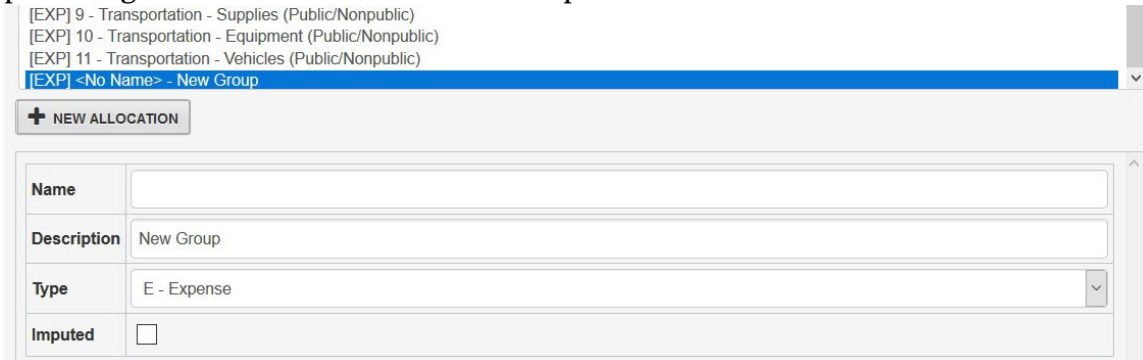 [EXP] 9 - Transportation - Supplies (Public/Nonpublic)
[EXP] 10 - Transportation - Equipment (Public/Nonpublic)
[EXP] 11 - Transportation - Vehicles (Public/Nonpublic)
[EXP] <No Name> - New Group
NEW ALLOCATION
Name
Description New Group
Type E - Expense
Imputed